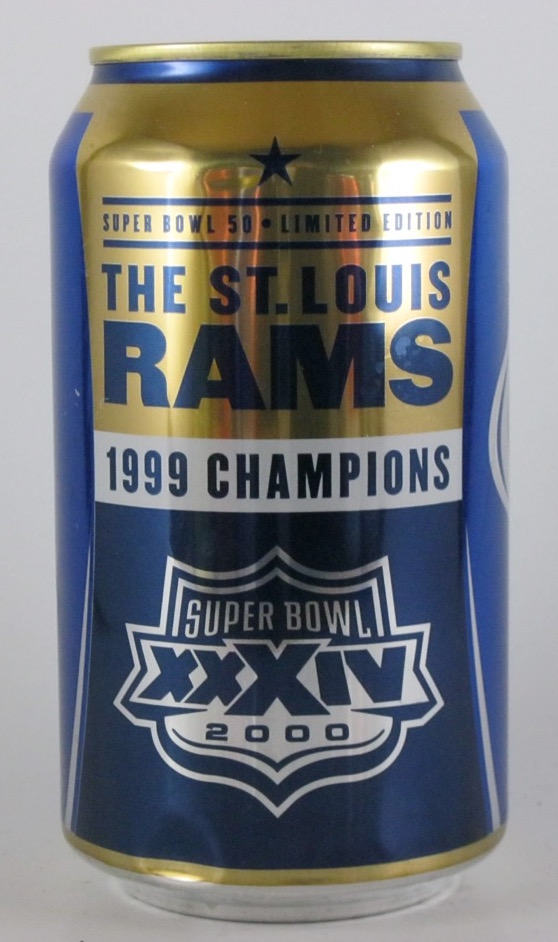 SUPER BOWL 50 • LIMITED EDITION
THE ST. LOUIS
RAMS
1999 CHAMPIONS
SUPER BOWL
XXXIV
2000